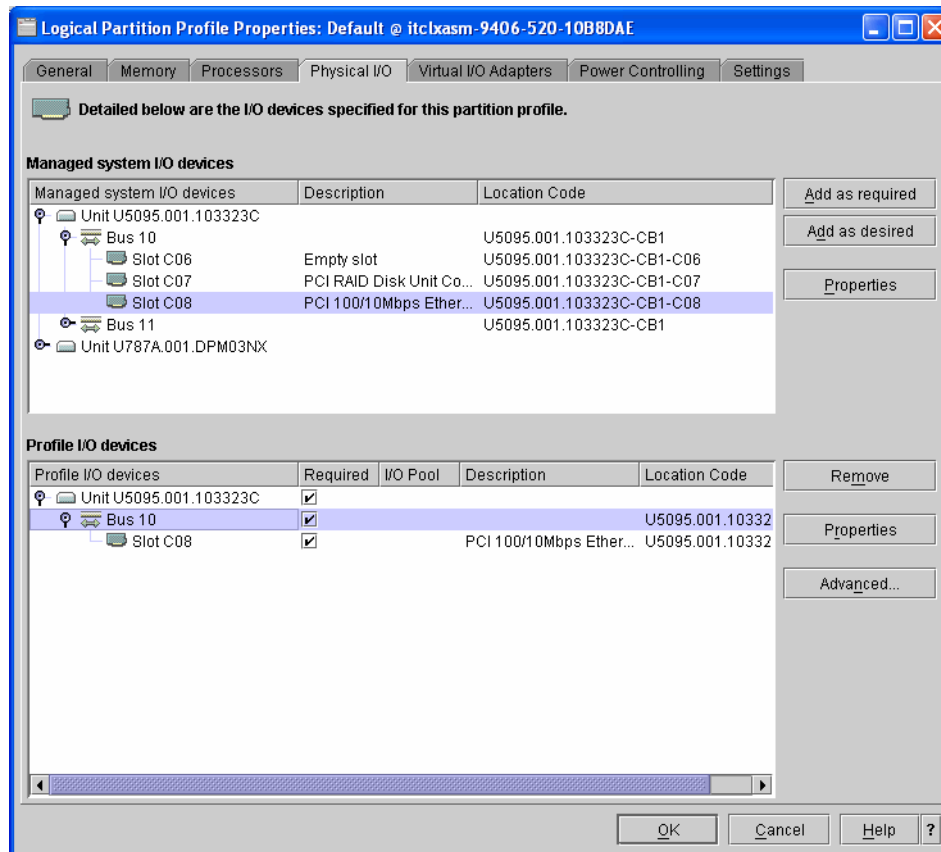 Logical Partition Profile Properties: Default @ itclxasm-9406-520-10B8DAE
General Memory Processors Physical I/O Virtual I/O Adapters Power Controlling Settings
Detailed below are the I/O devices specified for this partition profile.
Managed system I/O devices
Managed system I/O devices Description Location Code
Unit U5095.001.103323C
Bus 10 U5095.001.103323C-CB1
Slot C06 Empty slot U5095.001.103323C-CB1-C06
Slot C07 PCI RAID Disk Unit Co... U5095.001.103323C-CB1-C07
Slot C08 PCI 100/10Mbps Ether... U5095.001.103323C-CB1-C08
Bus 11 U5095.001.103323C-CB1
Unit U787A.001.DPM03NX
Add as required
Add as desired
Properties
Profile I/O devices
Profile I/O devices Required I/O Pool Description Location Code
Unit U5095.001.103323C
Bus 10 U5095.001.10332
Slot C08 PCI 100/10Mbps Ether... U5095.001.10332
Remove
Properties
Advanced...
OK Cancel Help ?